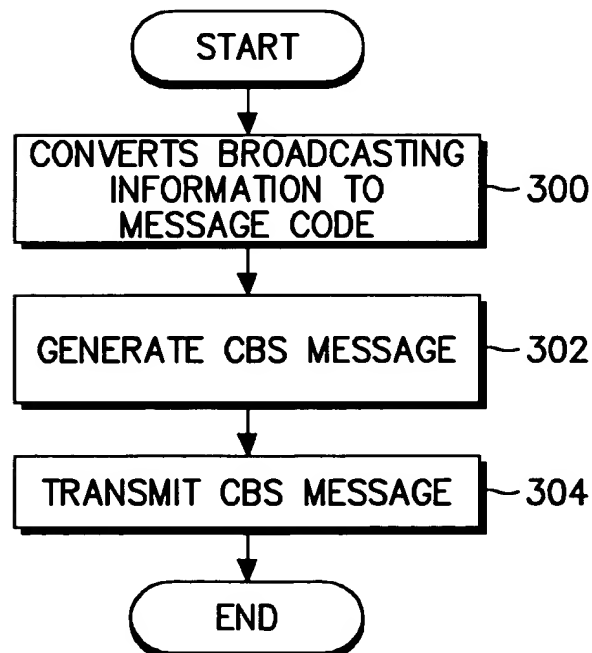 START
CONVERTS BROADCASTING
INFORMATION TO
MESSAGE CODE
300
GENERATE CBS MESSAGE
302
TRANSMIT CBS MESSAGE
304
END